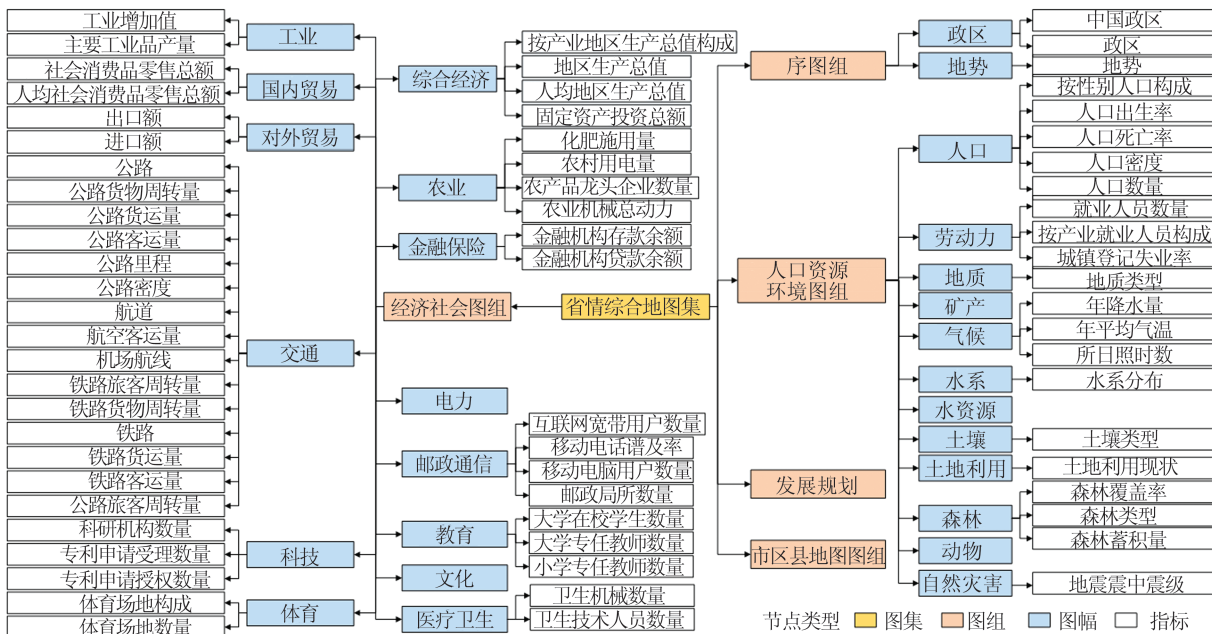 工业增加值
主要工业品产量
社会消费品零售总额
人均社会消费品零售总额
出口额
进口额
公路
公路货物周转量
公路货运量
公路客运量
公路里程
公路密度
航道
航空客运量
机场航线
铁路旅客周转量
铁路货物周转量
铁路
铁路货运量
铁路客运量
公路旅客周转量
科研机构数量
专利申请受理数量
专利申请授权数量
体育场地构成
体育场地数量
工业
国内贸易
对外贸易
交通
科技
体育
综合经济
农业
金融保险
经济社会图组
电力
邮政通信
教育
文化
医疗卫生
按产业地区生产总值构成
地区生产总值
人均地区生产总值
固定资产投资总额
化肥施用量
农村用电量
农产品龙头企业数量
农业机械总动力
金融机构存款余额
金融机构贷款余额
省情综合地图集
互联网宽带用户数量
移动电话谱及率
移动电脑用户数量
邮政局所数量
大学在校学生数量
大学专任教师数量
小学专任教师数量
卫生机械数量
卫生技术人员数量
序图组
人口资源
环境图组
发展规划
市区县地图图组
政区
地势
人口
劳动力
地质
矿产
气候
水系
水资源
土壤
土地利用
森林
动物
自然灾害
中国政区
政区
地势
按性别人口构成
人口出生率
人口死亡率
人口密度
人口数量
就业人员数量
按产业就业人员构成
城镇登记失业率
地质类型
年降水量
年平均气温
所日照时数
水系分布
土壤类型
土地利用现状
森林覆盖率
森林类型
森林蓄积量
地震震中震级
节点类型 图集 图组 图幅 指标